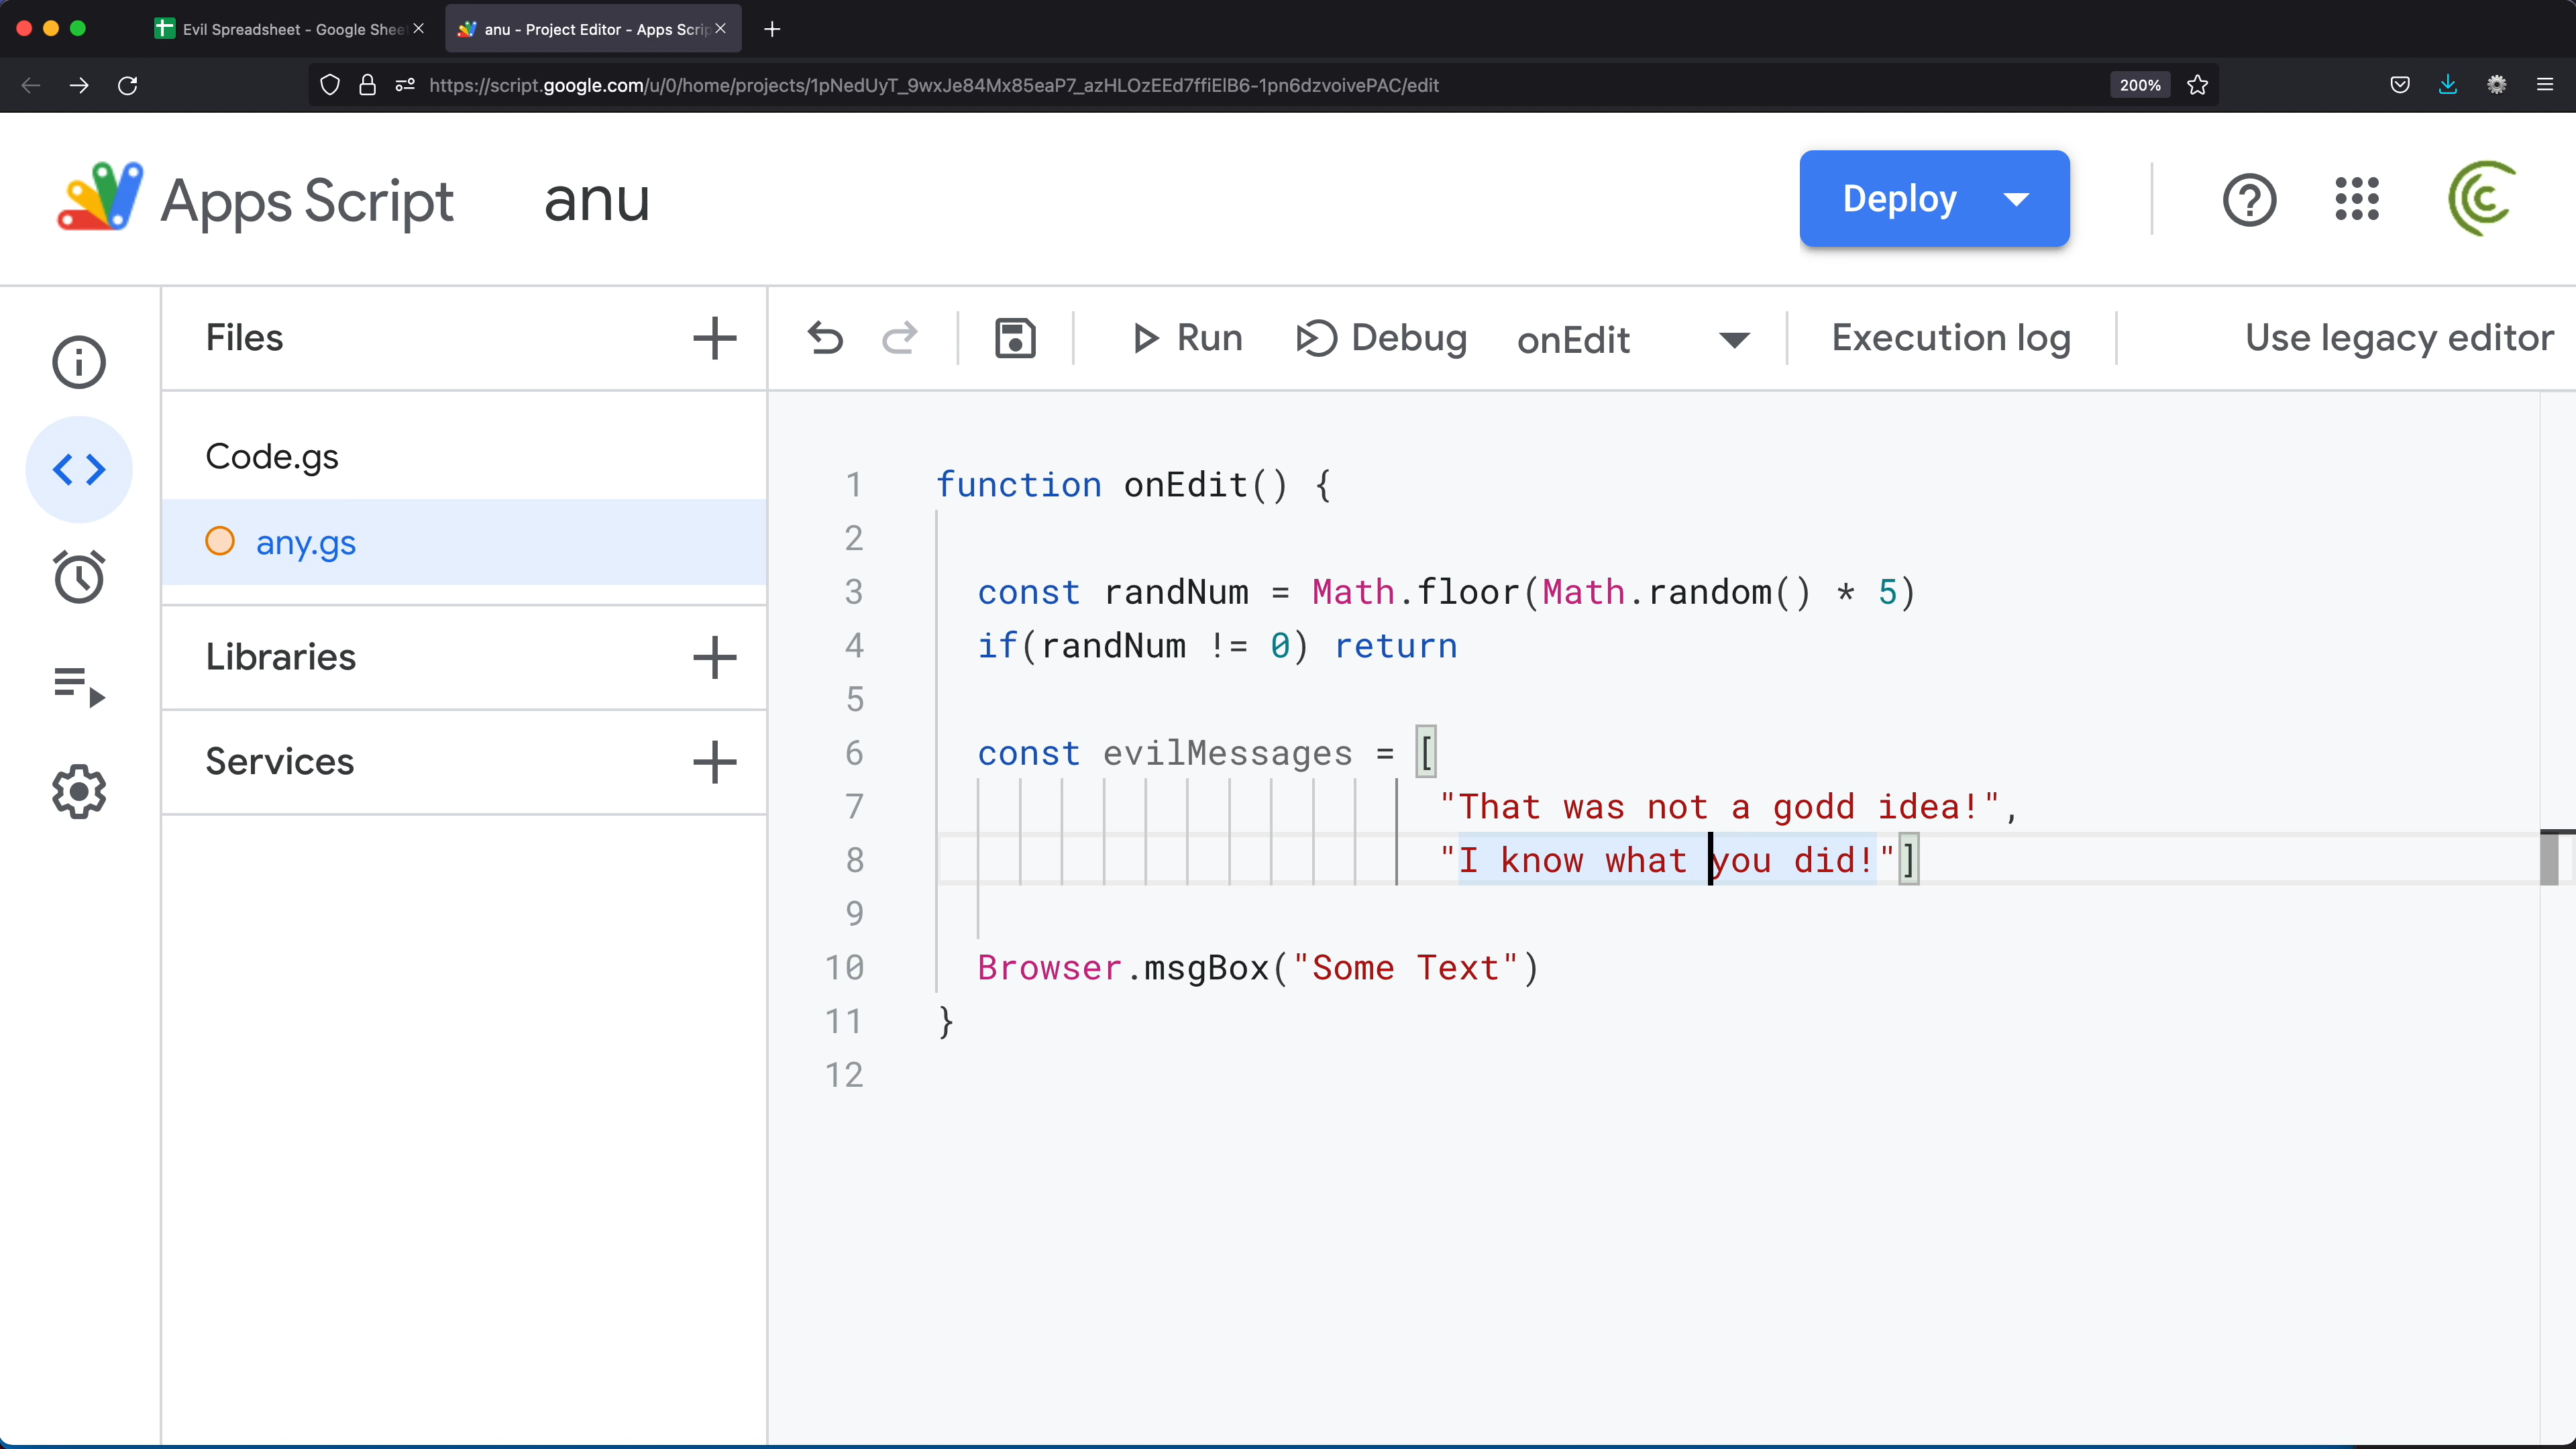 Evil Spreadsheet - Google Shee
anu - Project Editor - Apps Scrip
https://script.google.com/u/0/home/projects/1pNedUyT_9wxJe84Mx85eaP7_azHLOzEEd7ffiElB6-1pn6dzvoivePAC/edit
200%
Apps Script
anu
Deploy
Files
Run
Debug
onEdit
Execution log
Use legacy editor
Code.gs
any.gs
Libraries
Services
1 function onEdit() {
2
3 const randNum = Math.floor(Math.random() * 5)
4 if(randNum != 0) return
5
6 const evilMessages = [
7 "That was not a godd idea!",
8 "I know what you did!"]
9
10 Browser.msgBox("Some Text")
11 }
12